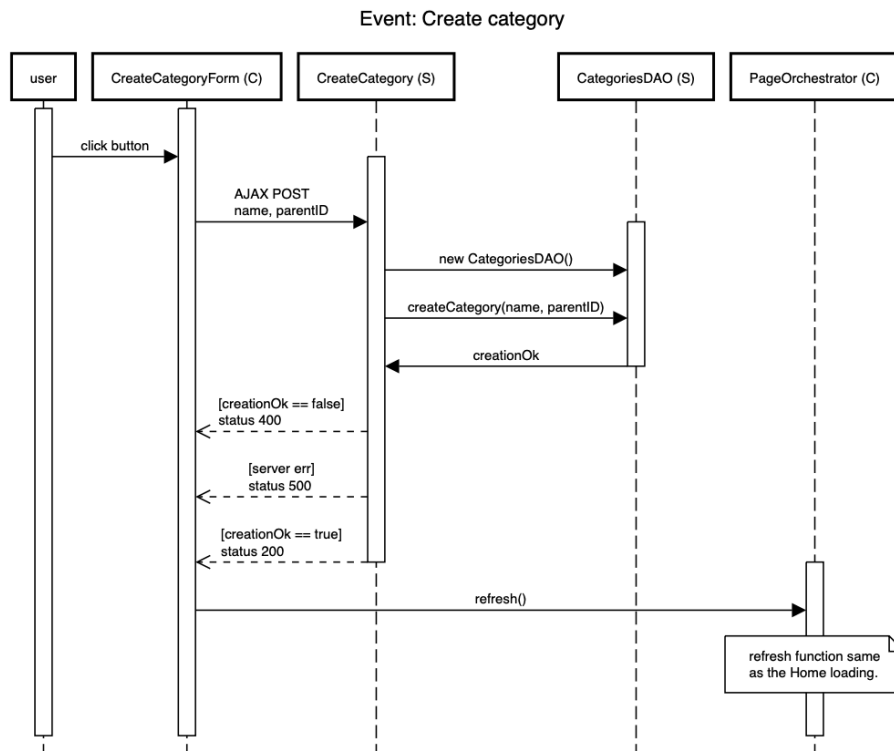 Event: Create category
user
CreateCategoryForm (C)
CreateCategory (S)
CategoriesDAO (S)
PageOrchestrator (C)
click button
AJAX POST
name, parentID
new CategoriesDAO()
createCategory(name, parentID)
creationOk
[creationOk == false]
status 400
[server err]
status 500
[creationOk == true]
status 200
refresh()
refresh function same
as the Home loading.